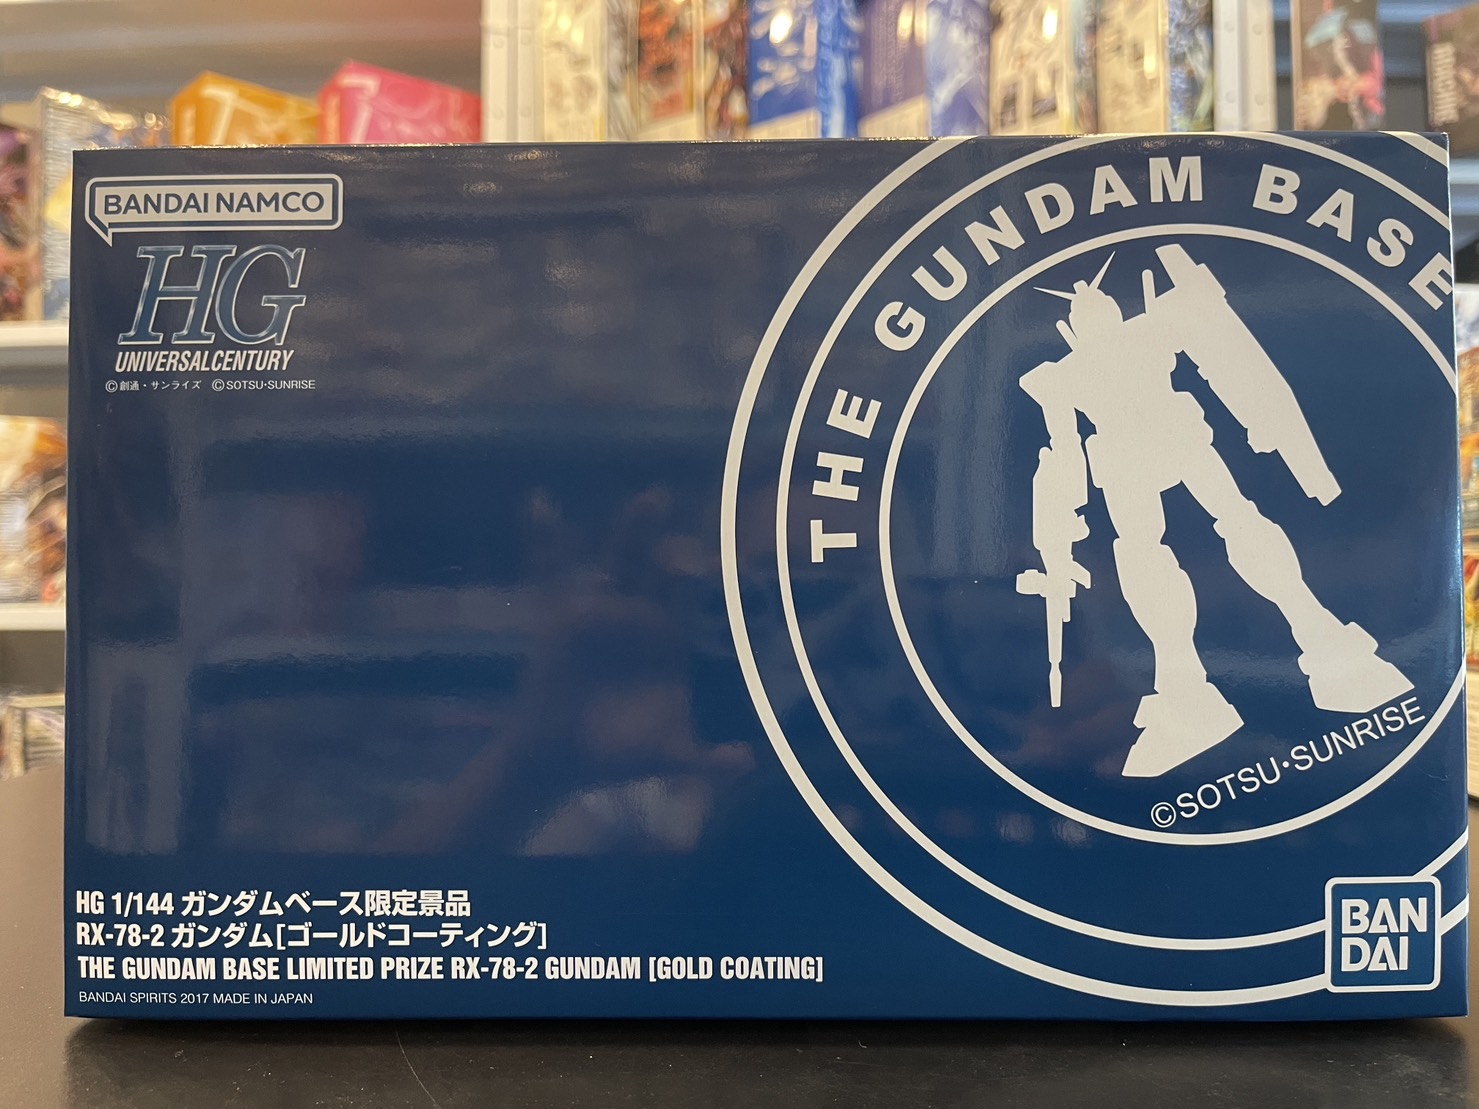 BANDAI NAMCO
HG
UNIVERSAL CENTURY
©創通・サンライズ ©SOTSU・SUNRISE
THE GUNDAM BASE
©SOTSU・SUNRISE
HG 1/144 ガンダムベース限定景品
RX-78-2 ガンダム[ゴールドコーティング]
THE GUNDAM BASE LIMITED PRIZE RX-78-2 GUNDAM [GOLD COATING]
BANDAI SPIRITS 2017 MADE IN JAPAN
BAN
DAI